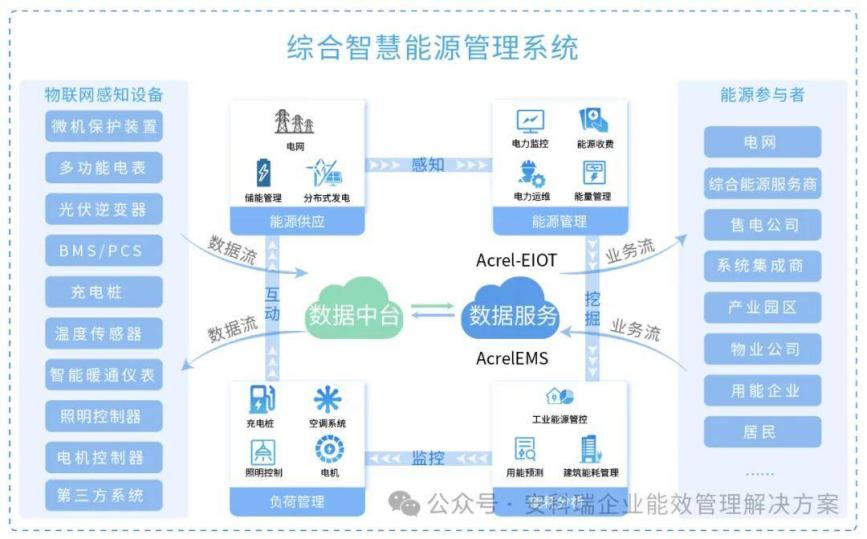 综合智慧能源管理系统
物联网感知设备
微机保护装置
多功能电表
光伏逆变器
BMS/PCS
充电桩
温度传感器
智能暖通仪表
照明控制器
电机控制器
第三方系统
电网
储能管理
分布式发电
能源供应
感知
电力监控
能源收费
电力运维
能量管理
能源管理
数据流
数据流
互动
数据中台
Acrel-EIOT
数据服务
AcrelEMS
挖掘
业务流
业务流
充电桩
空调系统
照明控制
电机
负荷管理
监控
工业能源管控
用能预测
建筑能耗管理
能源参与者
电网
综合能源服务商
售电公司
系统集成商
产业园区
物业公司
用能企业
居民
......
公众号 · 安科瑞企业能效管理解决方案